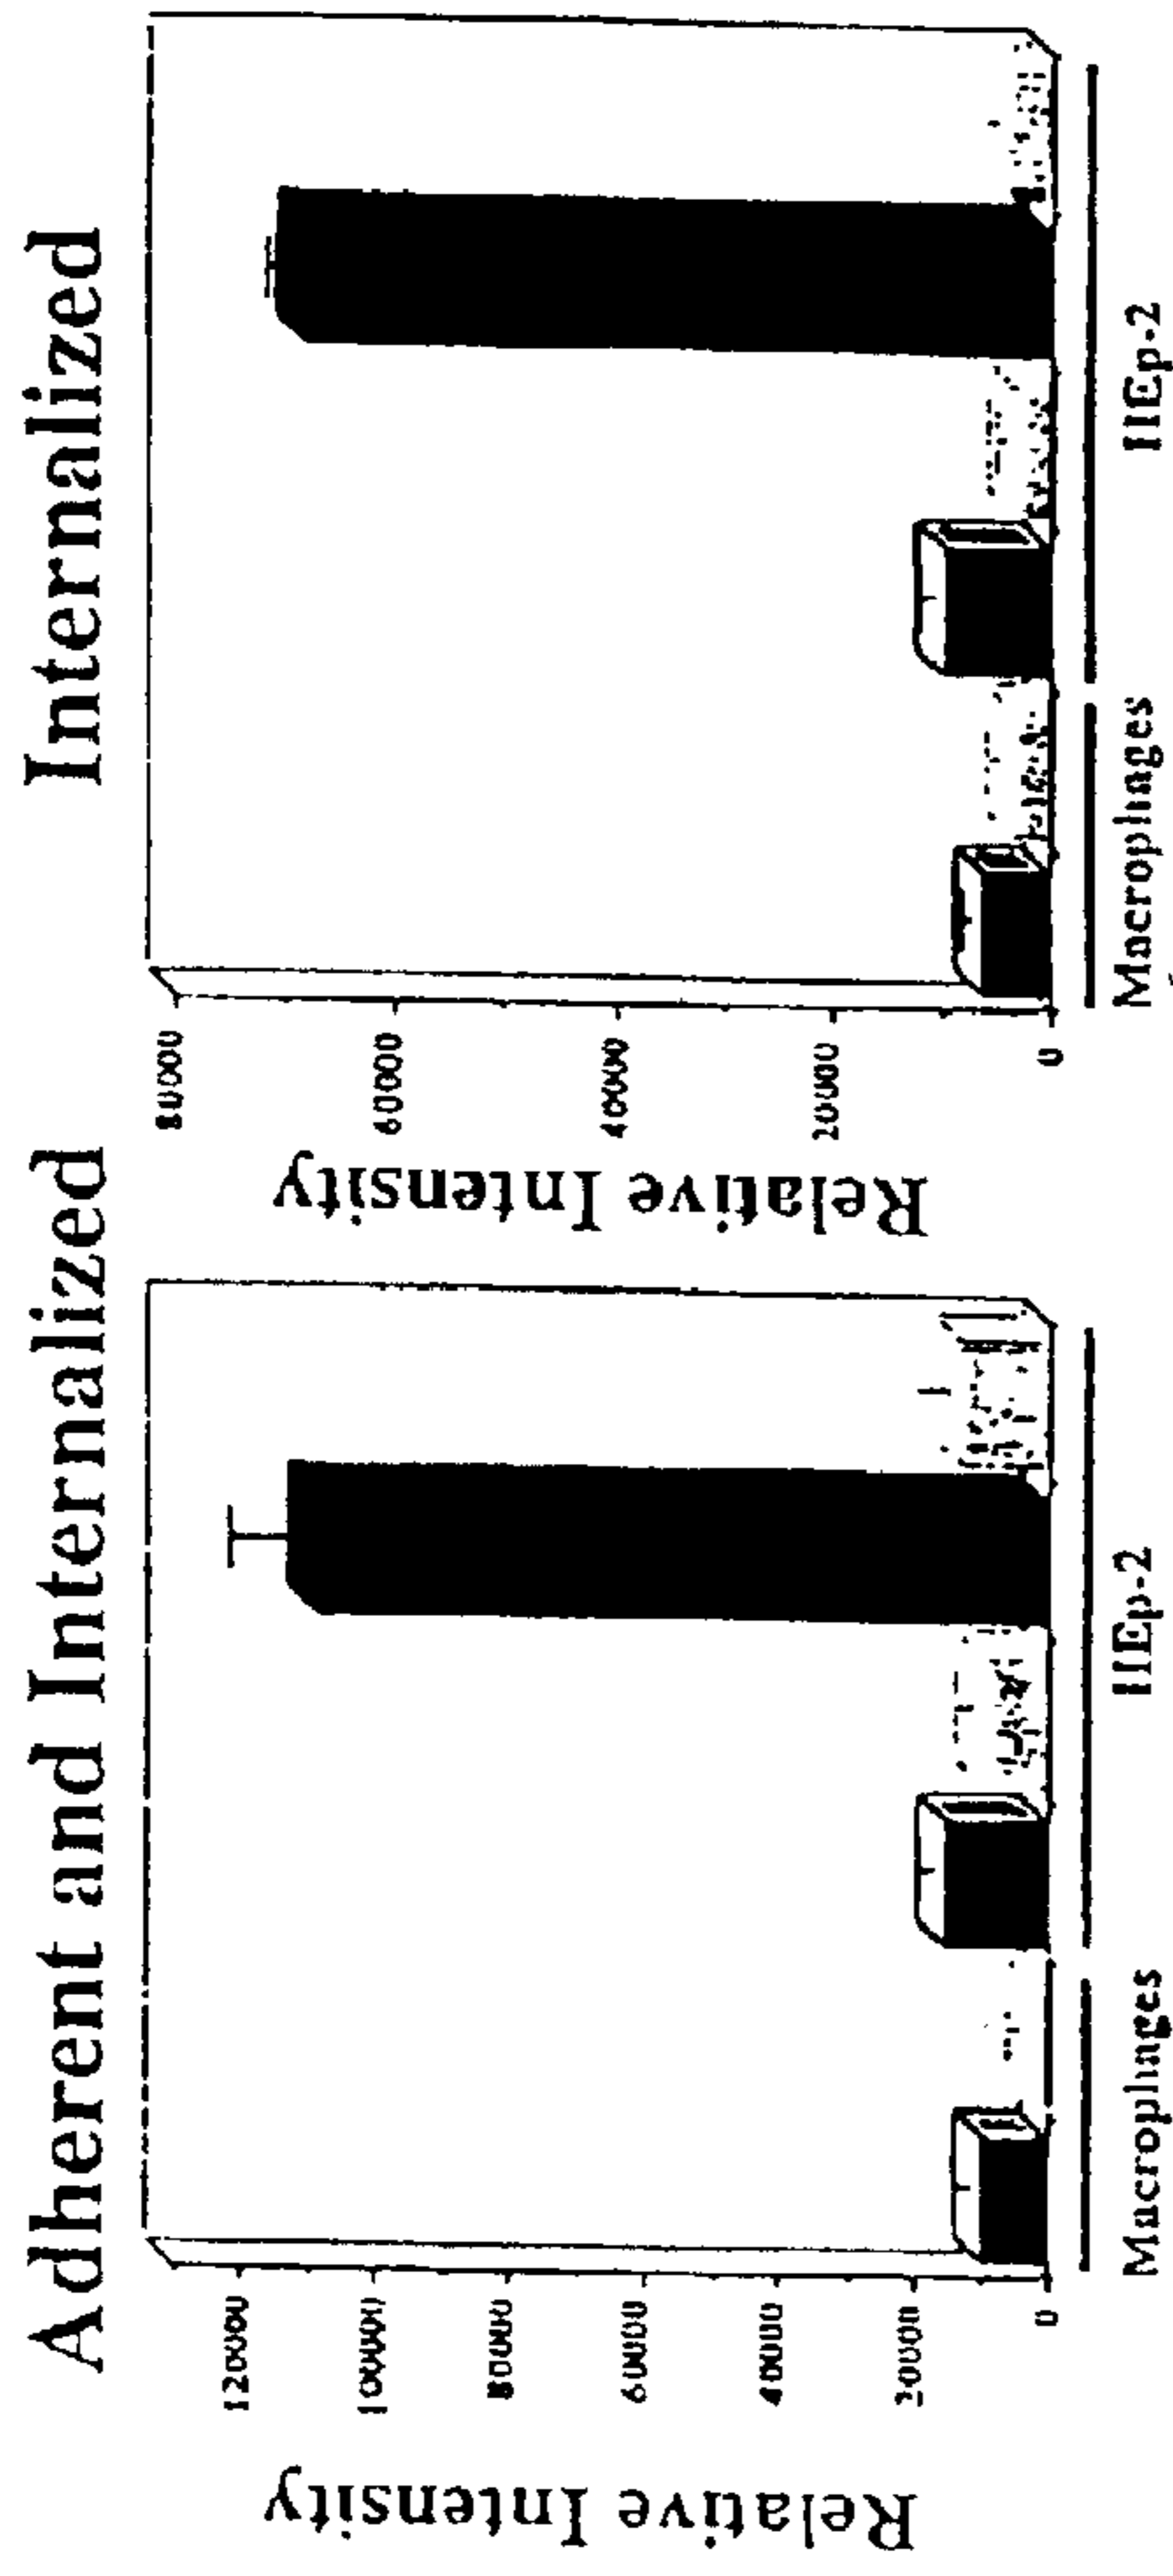 Adherent and Internalized
Relative Intensity
120000
100000
80000
60000
40000
20000
0
Macrophages
HEp-2
Internalized
Relative Intensity
80000
60000
40000
20000
0
Macrophages
HEp-2